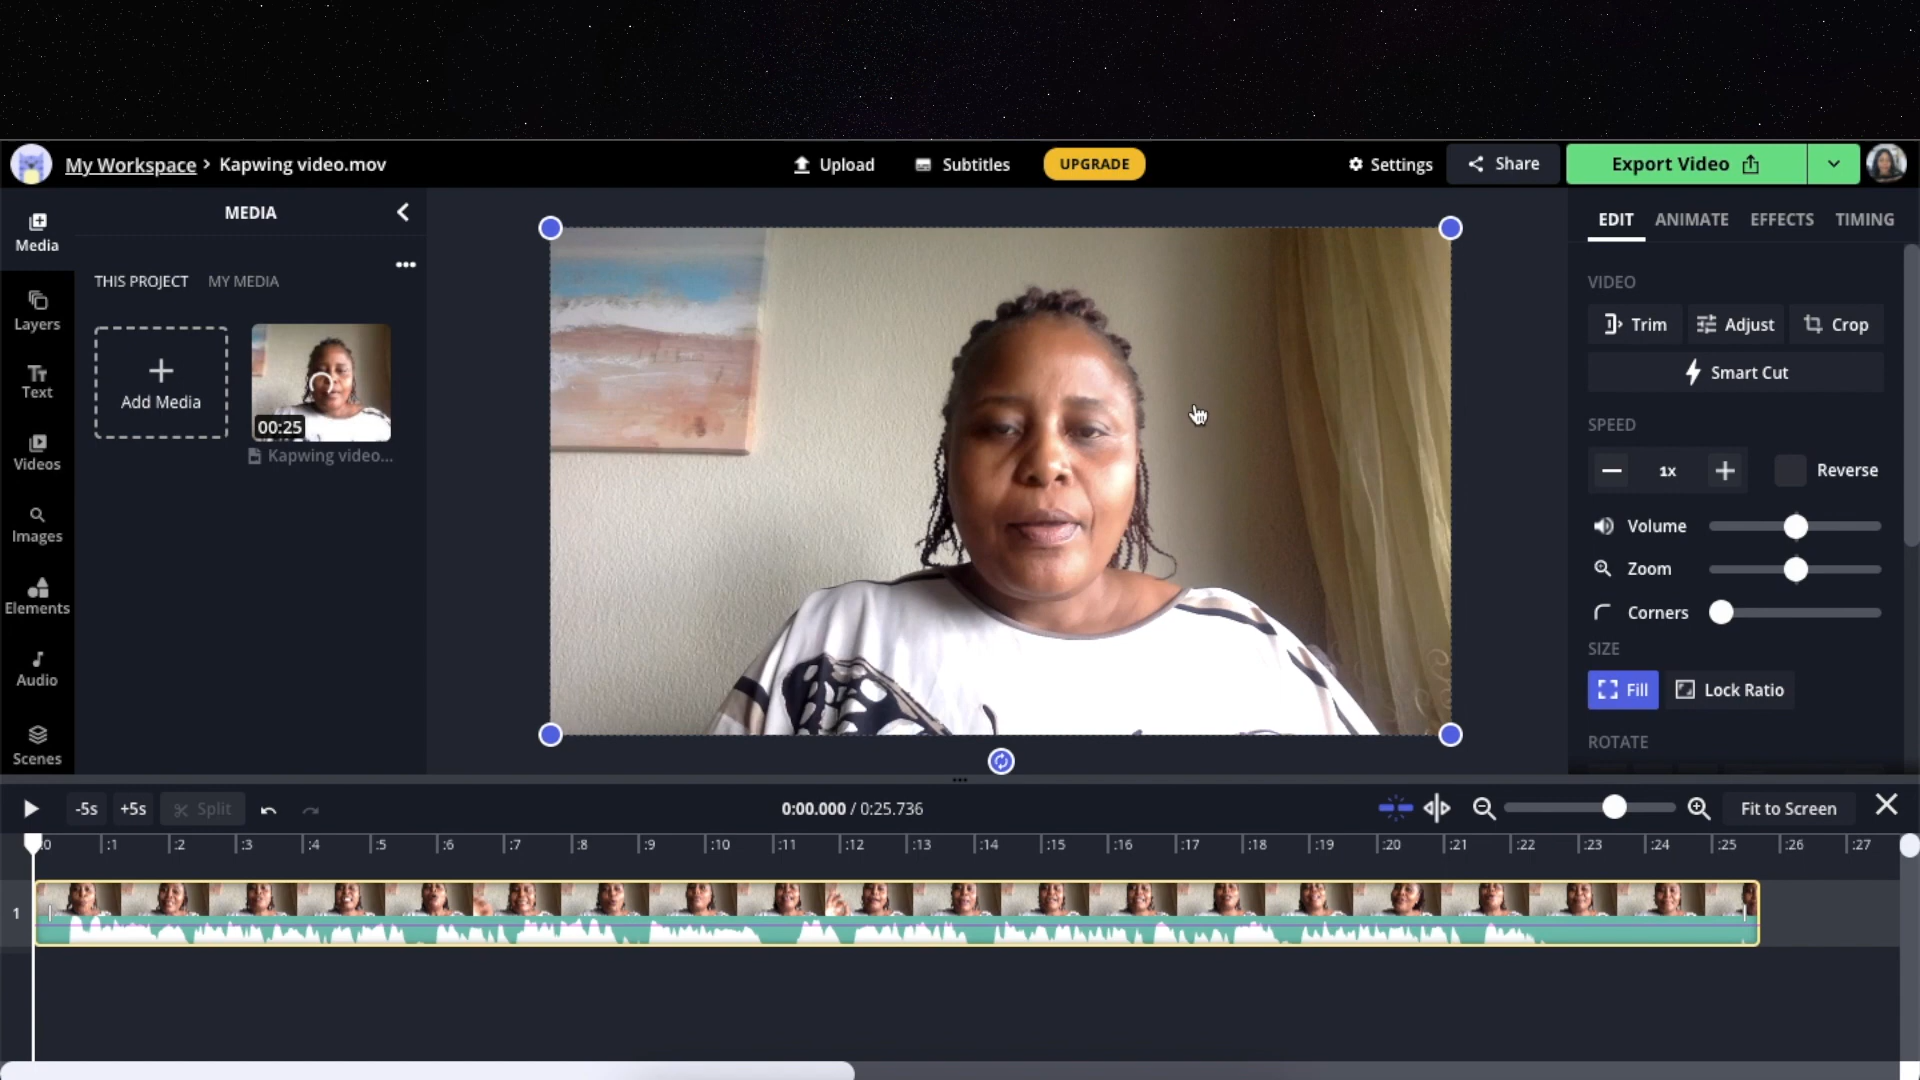 My Workspace > Kapwing video.mov
Upload
Subtitles
UPGRADE
Settings
Share
Export Video
Media
Layers
Text
Videos
Images
Elements
Audio
Scenes
MEDIA
THIS PROJECT
MY MEDIA
Add Media
00:25
Kapwing video...
EDIT
ANIMATE
EFFECTS
TIMING
VIDEO
Trim
Adjust
Crop
Smart Cut
SPEED
1x
Reverse
Volume
Zoom
Corners
SIZE
Fill
Lock Ratio
ROTATE
-5s
+5s
Split
0:00.000 / 0:25.736
Fit to Screen
:0 :1 :2 :3 :4 :5 :6 :7 :8 :9 :10 :11 :12 :13 :14 :15 :16 :17 :18 :19 :20 :21 :22 :23 :24 :25 :26 :27
1